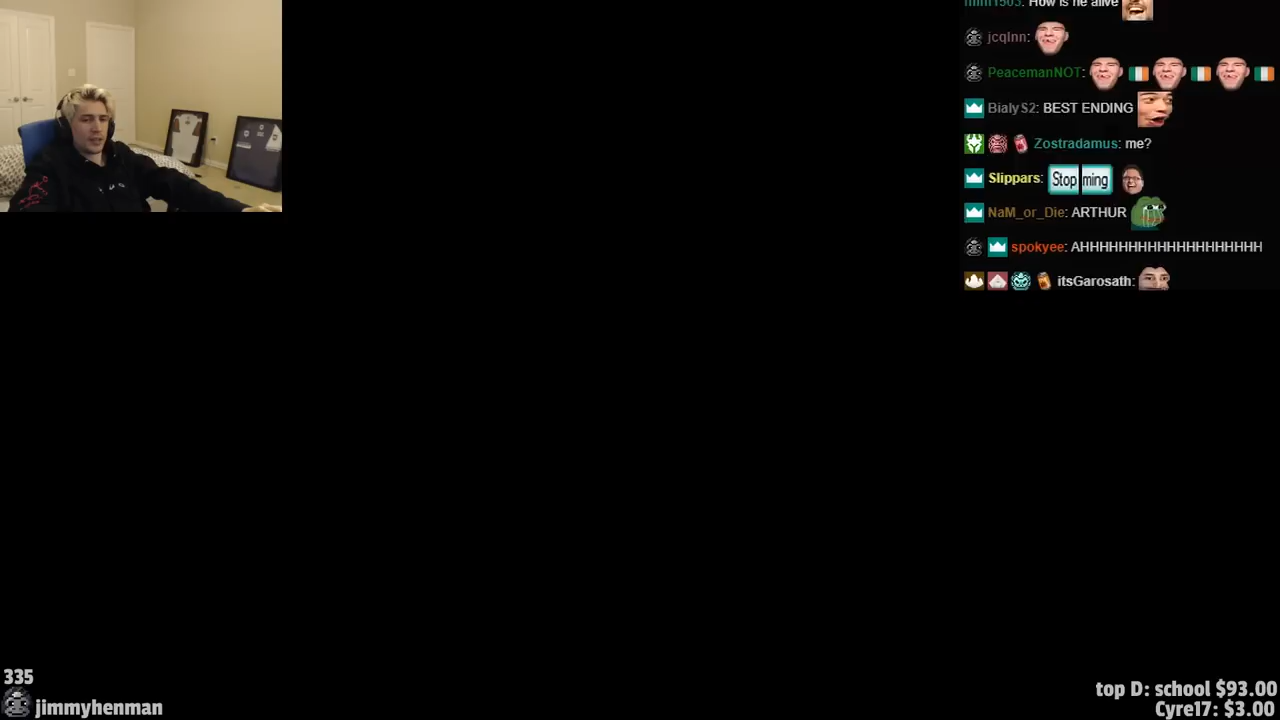 mim1503: How is he alive
jcqlnn:
PeacemanNOT:
BialyS2: BEST ENDING
Zostradamus: me?
Slippars: Stop ming
NaM_or_Die: ARTHUR
spokyee: AHHHHHHHHHHHHHHHHHHHH
itsGarosath:
335
jimmyhenman
top D: school $93.00
Cyre17: $3.00